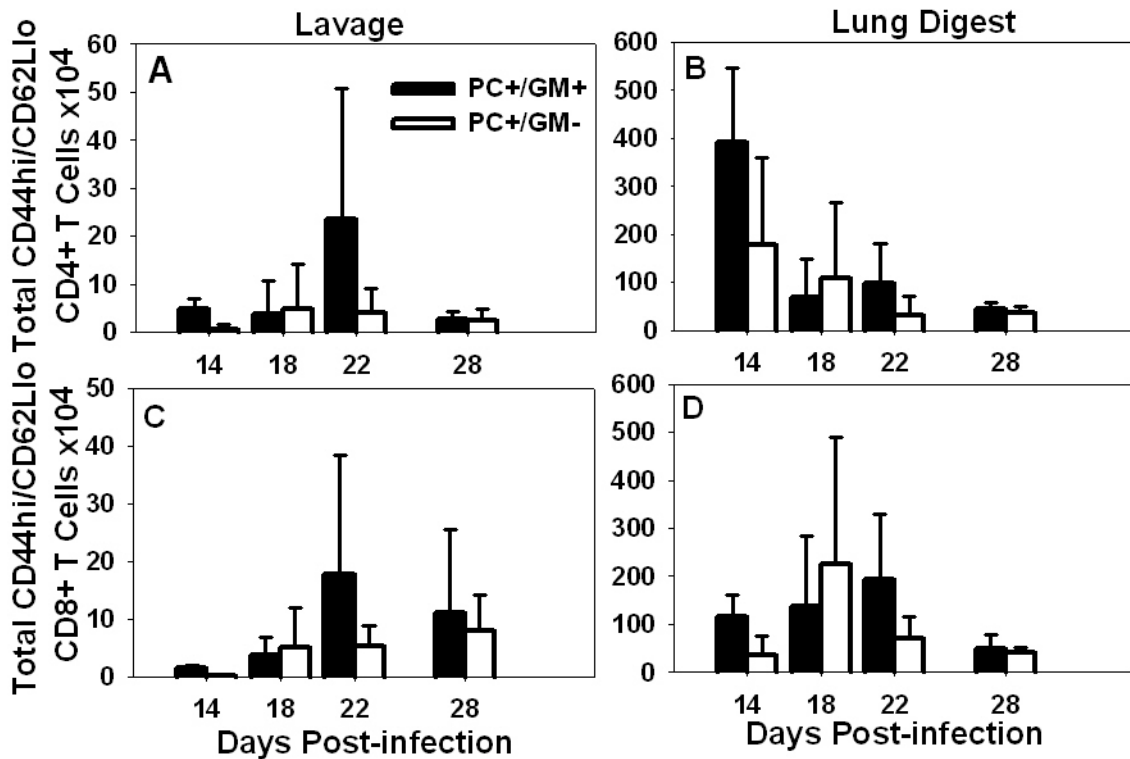 Lavage
Lung Digest
Total CD44hi/CD62Llo
CD4+ T Cells x104
A
PC+/GM+
PC+/GM-
60
50
40
30
20
10
0
14 18 22 28
B
600
500
400
300
200
100
0
14 18 22 28
Total CD44hi/CD62Llo
CD8+ T Cells x104
C
50
40
30
20
10
0
14 18 22 28
Days Post-infection
D
600
500
400
300
200
100
0
14 18 22 28
Days Post-infection